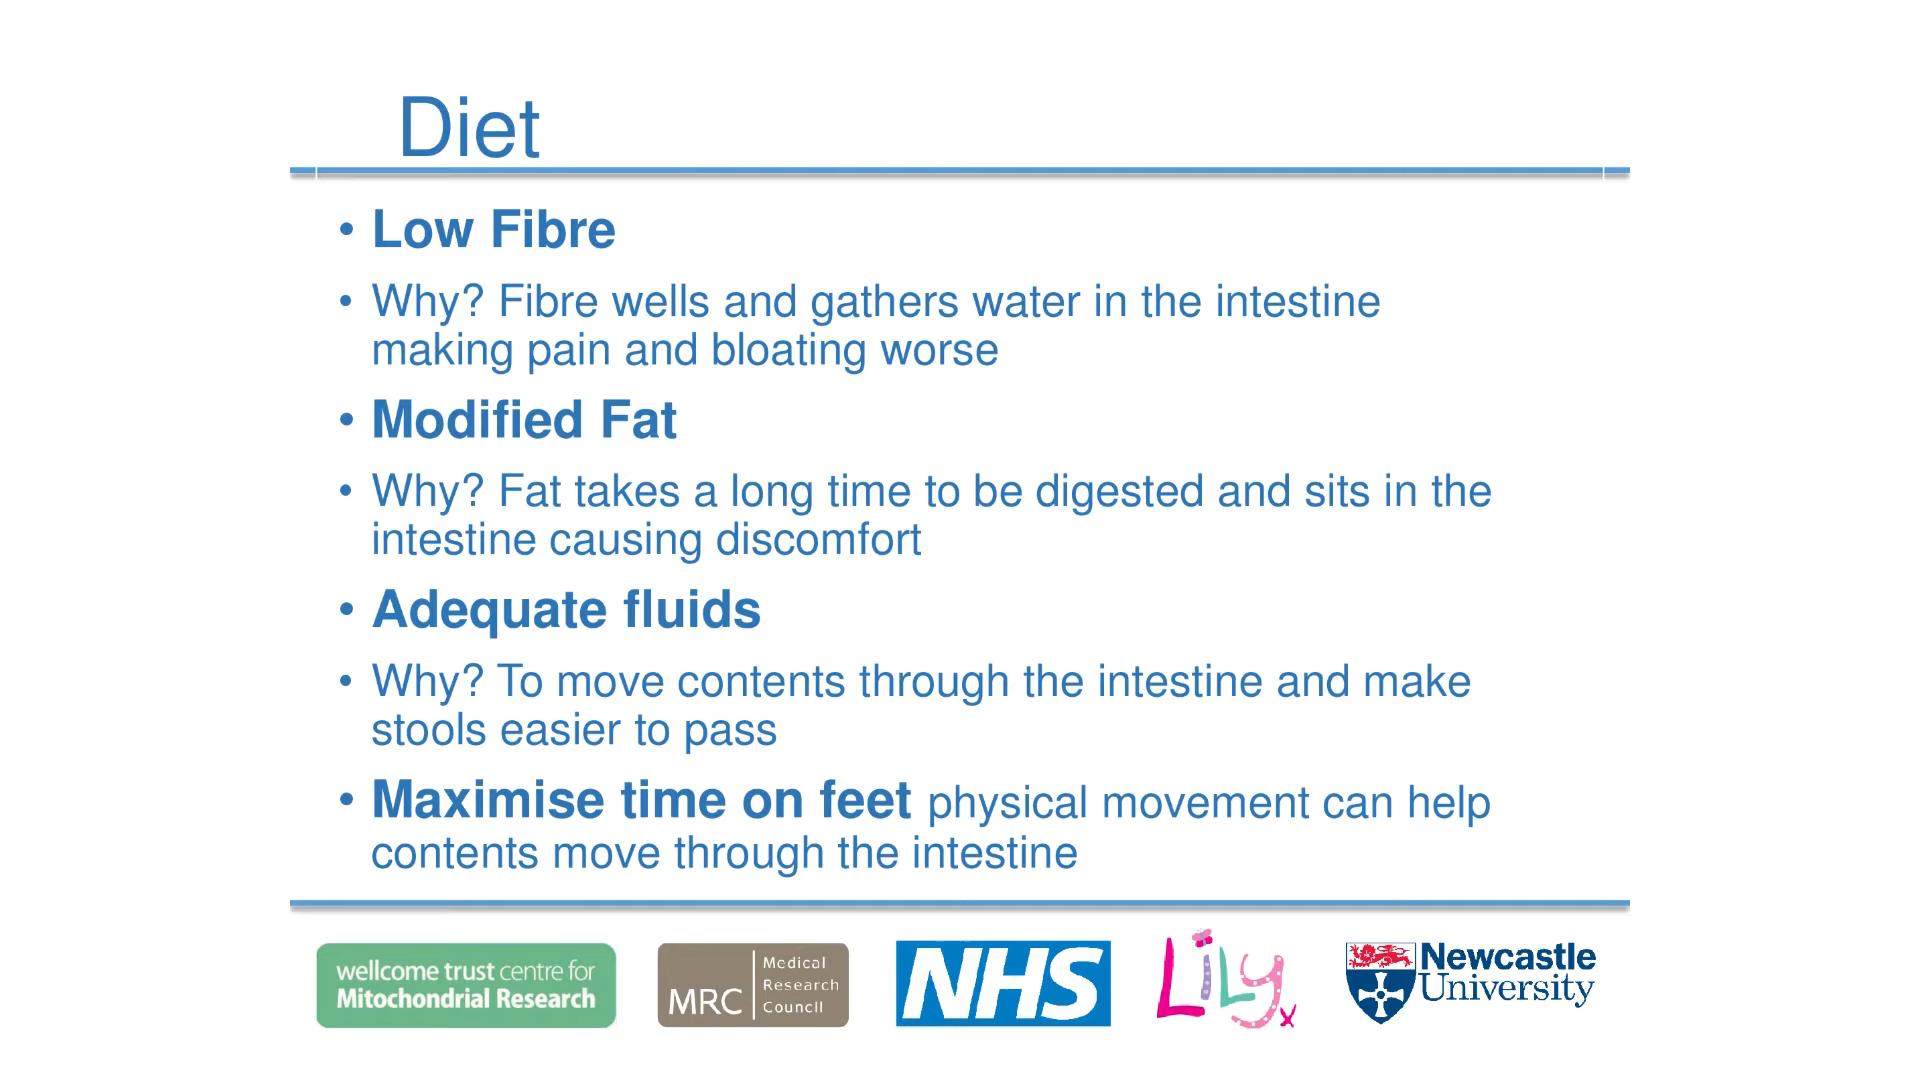 Diet
• Low Fibre
• Why? Fibre wells and gathers water in the intestine
making pain and bloating worse
• Modified Fat
• Why? Fat takes a long time to be digested and sits in the
intestine causing discomfort
• Adequate fluids
• Why? To move contents through the intestine and make
stools easier to pass
• Maximise time on feet physical movement can help
contents move through the intestine
wellcome trust centre for
Mitochondrial Research
MRC
Medical
Research
Council
NHS
Lily x
Newcastle
University